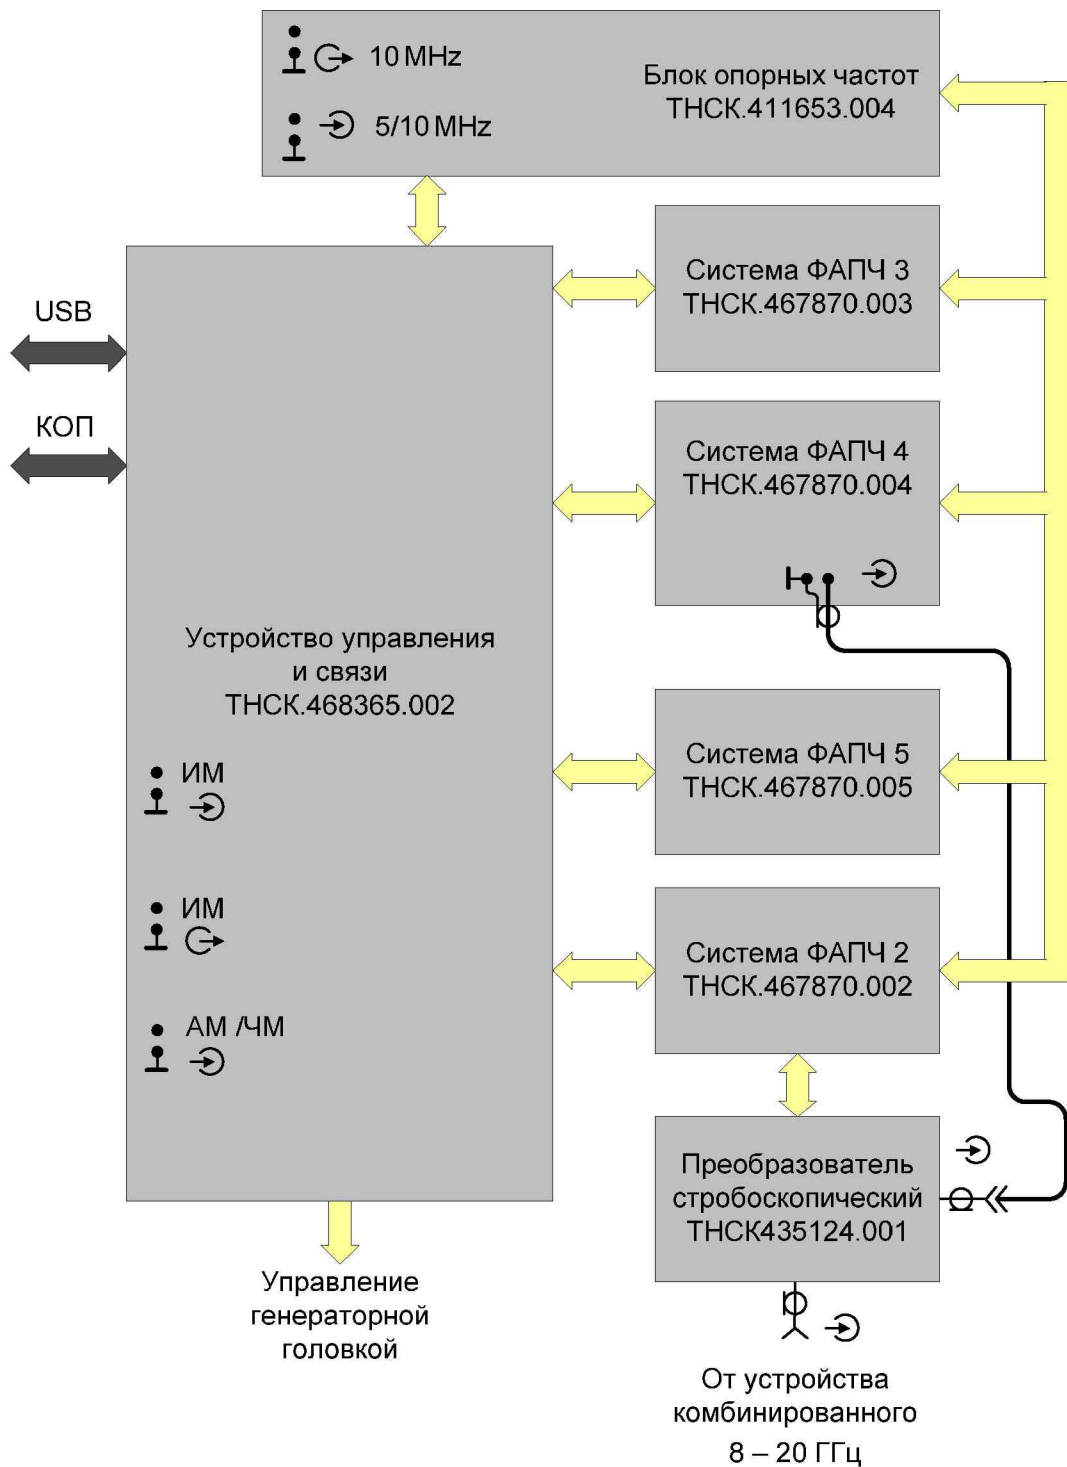 10 MHz
5/10 MHz
Блок опорных частот
ТНСК.411653.004
Система ФАПЧ 3
ТНСК.467870.003
USB
КОП
Система ФАПЧ 4
ТНСК.467870.004
Устройство управления
и связи
ТНСК.468365.002
Система ФАПЧ 5
ТНСК.467870.005
ИМ
ИМ
АМ /ЧМ
Система ФАПЧ 2
ТНСК.467870.002
Преобразователь
стробоскопический
ТНСК435124.001
Управление
генераторной
головкой
От устройства
комбинированного
8 – 20 ГГц